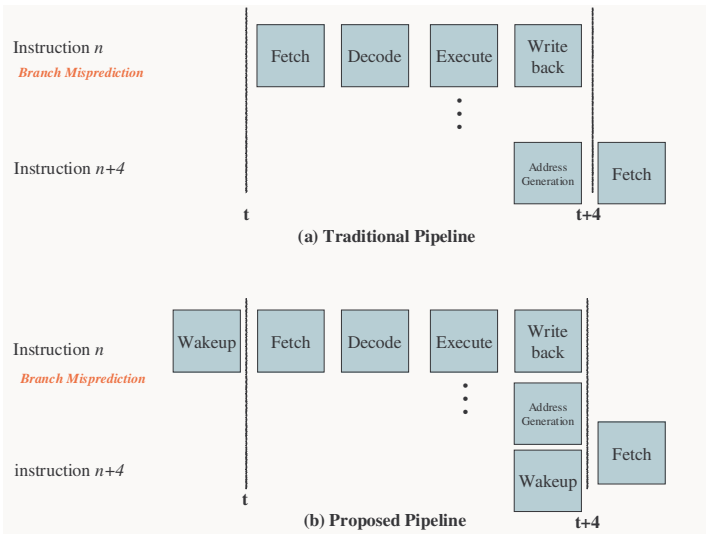 Instruction n
Branch Misprediction
Fetch
Decode
Execute
Write
back
Instruction n+4
Address
Generation
Fetch
t
t+4
(a) Traditional Pipeline
Wakeup
Fetch
Decode
Execute
Write
back
Instruction n
Branch Misprediction
Address
Generation
Fetch
instruction n+4
Wakeup
t
t+4
(b) Proposed Pipeline